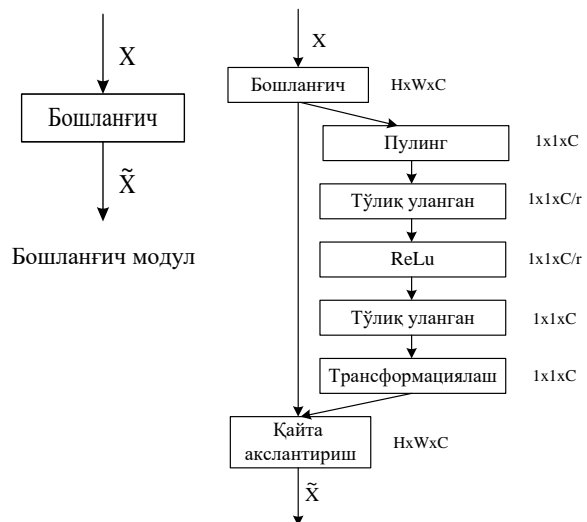 X
Бошланғич
X̃
Бошланғич модул
X
Бошланғич
HxWxC
Пулинг
1x1xC
Тўлиқ уланган
1x1xC/r
ReLu
1x1xC/r
Тўлиқ уланган
1x1xC
Трансформациялаш
1x1xC
Қайта
акслантириш
HxWxC
X̃